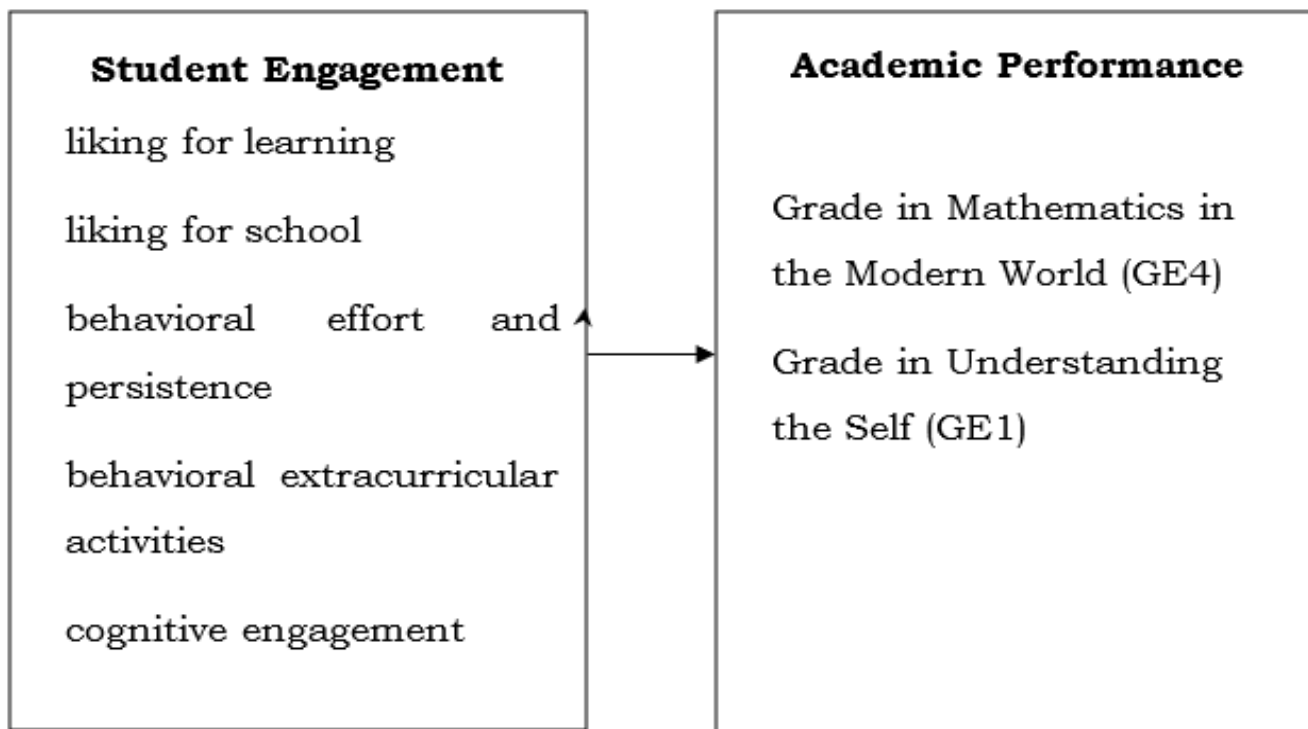 Student Engagement
liking for learning
liking for school
behavioral effort and
persistence
behavioral extracurricular
activities
cognitive engagement
Academic Performance
Grade in Mathematics in
the Modern World (GE4)
Grade in Understanding
the Self (GE1)